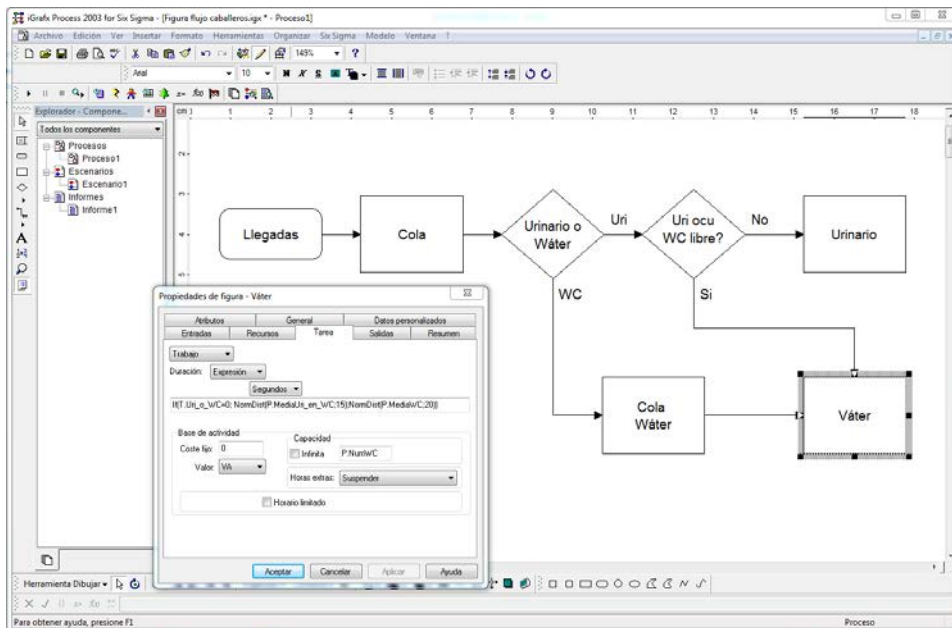 iGrafx Process 2003 for Six Sigma - [Figura flujo caballeros.igx * - Proceso1]
Archivo Edición Ver Insertar Formato Herramientas Organizar Six Sigma Modelo Ventana ?
149%
Arial 10 N K S
Explorador - Compone...
Todos los componentes
Procesos
Proceso1
Escenarios
Escenario1
Informes
Informe1
cm 1 2 3 4 5 6 7 8 9 10 11 12 13 14 15 16 17 18
2
3
4
5
Llegadas
Cola
Urinario o
Wáter
Uri
Uri ocu
WC libre?
No
Urinario
WC
Si
Cola
Wáter
Váter
Propiedades de figura - Váter
Atributos General Datos personalizados
Entradas Recursos Tarea Salidas Resumen
Trabajo
Duración: Expresión
Segundos
If(T.Uri_o_WC=0; NormDist(P.MediaUri_en_WC;15);NormDist(P.MediaWC;20))
Base de actividad
Coste fijo: 0
Valor: VA
Capacidad
Infinita P.NumWC
Horas extras: Suspender
Horario limitado
Aceptar Cancelar Aplicar Ayuda
Herramienta Dibujar
Para obtener ayuda, presione F1
Proceso